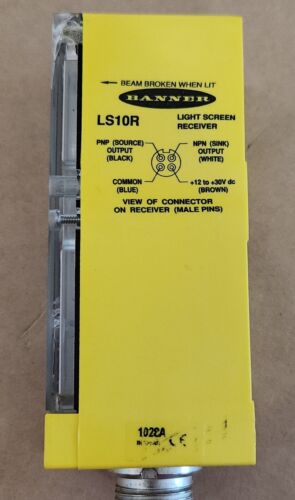 ← BEAM BROKEN WHEN LIT
BANNER
LS10R
LIGHT SCREEN
RECEIVER
PNP (SOURCE)
OUTPUT
(BLACK)
NPN (SINK)
OUTPUT
(WHITE)
COMMON
(BLUE)
+12 to +30V dc
(BROWN)
VIEW OF CONNECTOR
ON RECEIVER (MALE PINS)
1022A
CE